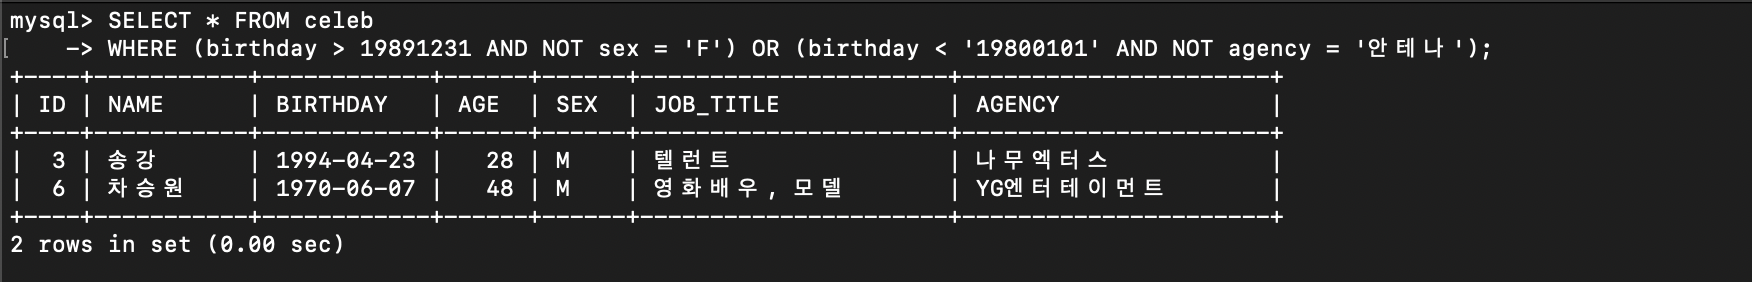 mysql> SELECT * FROM celeb
[    -> WHERE (birthday > 19891231 AND NOT sex = 'F') OR (birthday < '19800101' AND NOT agency = '안테나');
+----+-----------+------------+------+------+----------------------+----------------------+
| ID | NAME      | BIRTHDAY   | AGE  | SEX  | JOB_TITLE            | AGENCY               |
+----+-----------+------------+------+------+----------------------+----------------------+
|  3 | 송강      | 1994-04-23 |   28 | M    | 텔런트               | 나무엑터스           |
|  6 | 차승원    | 1970-06-07 |   48 | M    | 영화배우, 모델       | YG엔터테이먼트       |
+----+-----------+------------+------+------+----------------------+----------------------+
2 rows in set (0.00 sec)